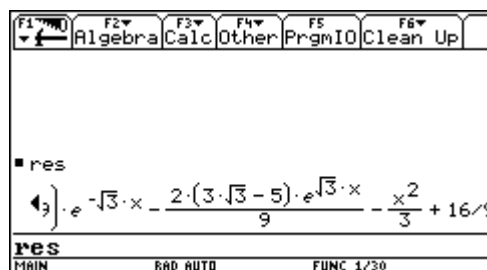 F1 F2 F3 F4 F5 F6
Algebra Calc Other PrgmIO Clean Up
▪ res
)·e^(-√3·x) - 2·(3·√3-5)·e^(√3·x)/9 - x²/3 + 16/
res
MAIN RAD AUTO FUNC 1/30